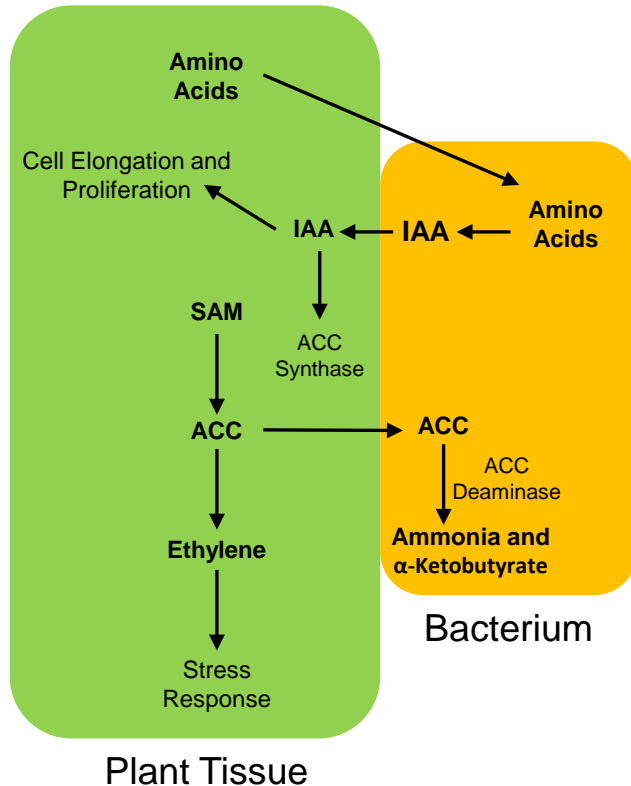 Amino
Acids
Cell Elongation and
Proliferation
Amino
Acids
IAA
IAA
SAM
ACC
Synthase
ACC
ACC
ACC
Deaminase
Ethylene
Ammonia and
α-Ketobutyrate
Stress
Response
Bacterium
Plant Tissue